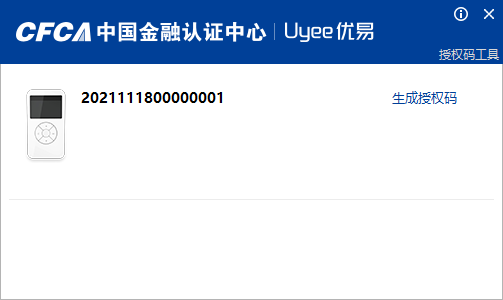 CFCA 中国金融认证中心 | Uyee 优易
授权码工具
2021111800000001 生成授权码